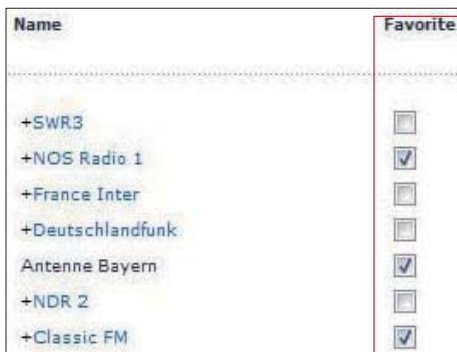 Name Favorite
+SWR3
+NOS Radio 1
+France Inter
+Deutschlandfunk
Antenne Bayern
+NDR 2
+Classic FM